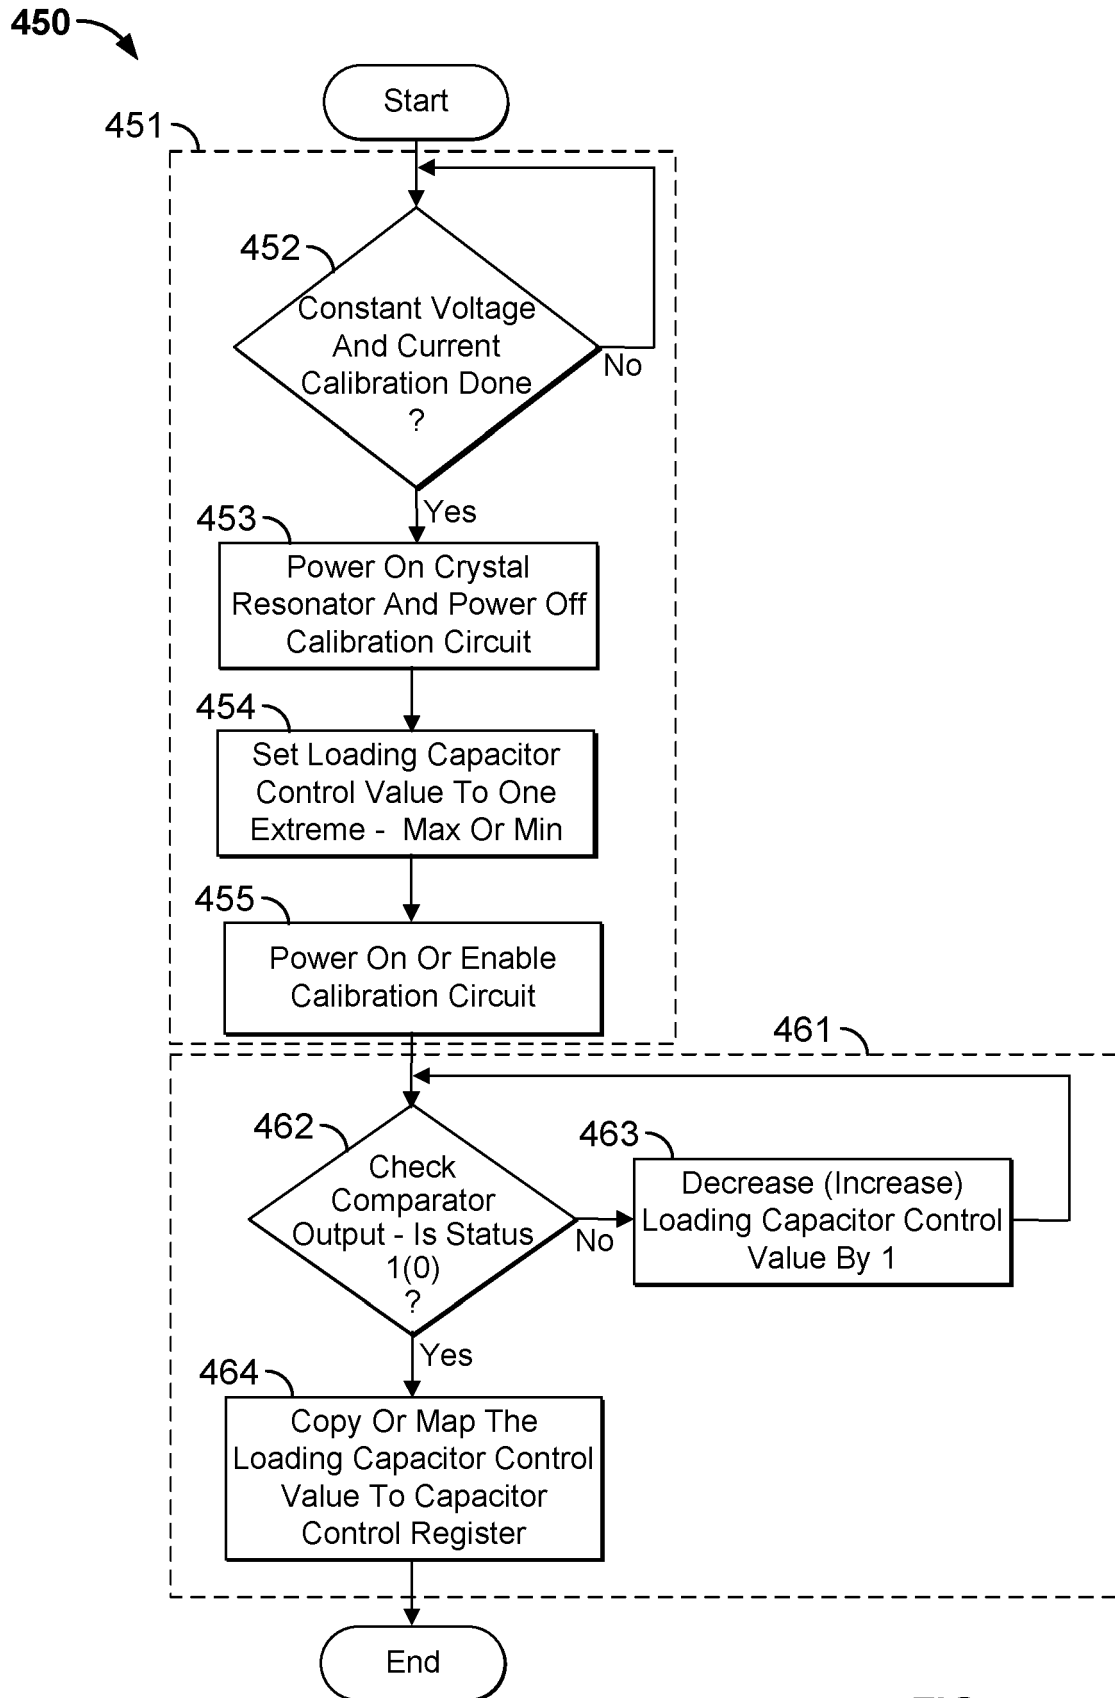 450
Start
451
452
Constant Voltage
And Current
Calibration Done
?
No
Yes
453
Power On Crystal
Resonator And Power Off
Calibration Circuit
454
Set Loading Capacitor
Control Value To One
Extreme - Max Or Min
455
Power On Or Enable
Calibration Circuit
461
462
Check
Comparator
Output - Is Status
1(0)
?
No
463
Decrease (Increase)
Loading Capacitor Control
Value By 1
Yes
464
Copy Or Map The
Loading Capacitor Control
Value To Capacitor
Control Register
End